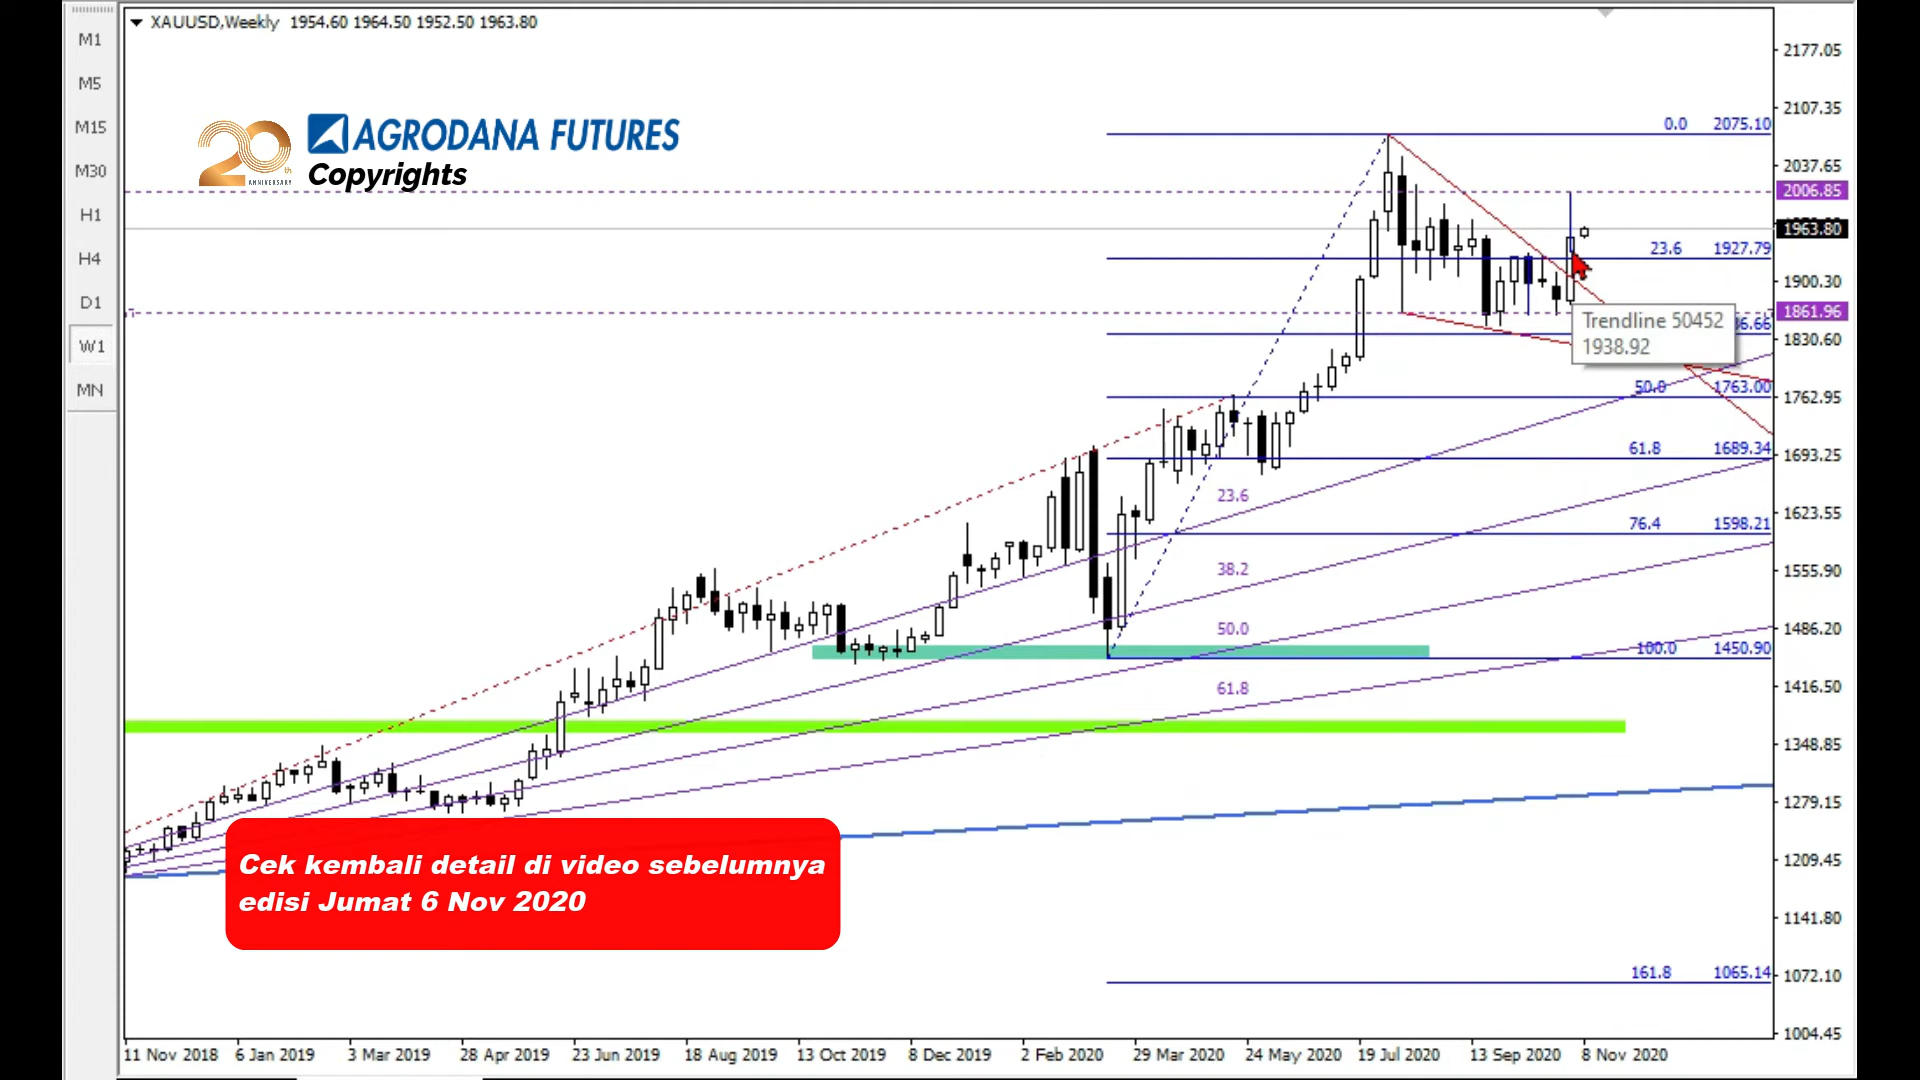 XAUUSD,Weekly 1954.60 1964.50 1952.50 1963.80
M1
M5
M15
M30
H1
H4
D1
W1
MN
20th
ANNIVERSARY
AGRODANA FUTURES
Copyrights
0.0 2075.10
23.6 1927.79
50.0 1763.00
61.8 1689.34
76.4 1598.21
100.0 1450.90
161.8 1065.14
Trendline 50452
1938.92
23.6
38.2
50.0
61.8
2177.05
2107.35
2037.65
2006.85
1963.80
1900.30
1861.96
1830.60
1762.95
1693.25
1623.55
1555.90
1486.20
1416.50
1348.85
1279.15
1209.45
1141.80
1072.10
1004.45
Cek kembali detail di video sebelumnya
edisi Jumat 6 Nov 2020
11 Nov 2018 6 Jan 2019 3 Mar 2019 28 Apr 2019 23 Jun 2019 18 Aug 2019 13 Oct 2019 8 Dec 2019 2 Feb 2020 29 Mar 2020 24 May 2020 19 Jul 2020 13 Sep 2020 8 Nov 2020